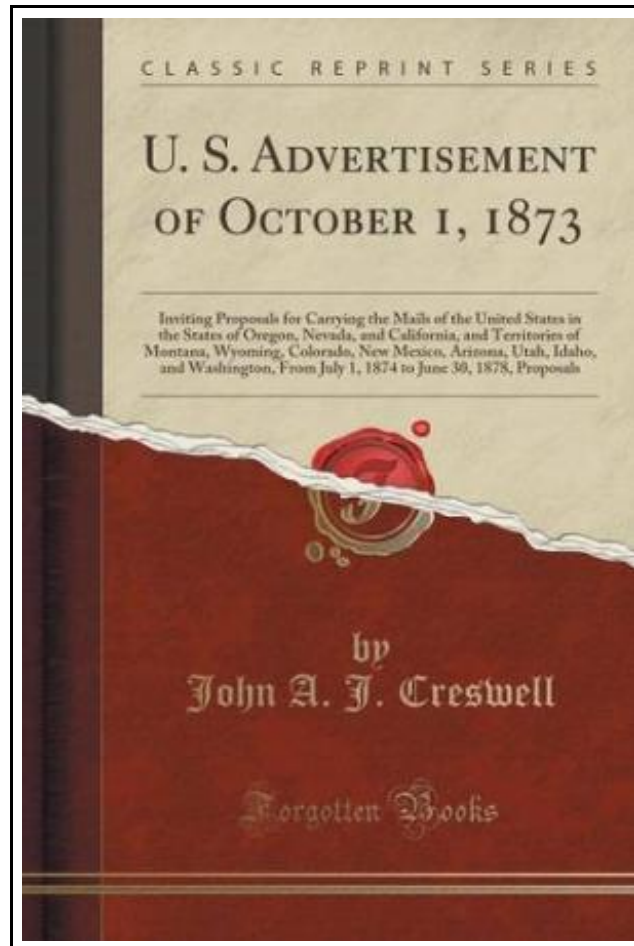 CLASSIC REPRINT SERIES
U. S. ADVERTISEMENT
OF OCTOBER 1, 1873
Inviting Proposals for Carrying the Mails of the United States in
the States of Oregon, Nevada, and California, and Territories of
Montana, Wyoming, Colorado, New Mexico, Arizona, Utah, Idaho,
and Washington, From July 1, 1874 to June 30, 1878, Proposals
by
John A. J. Creswell
Forgotten Books